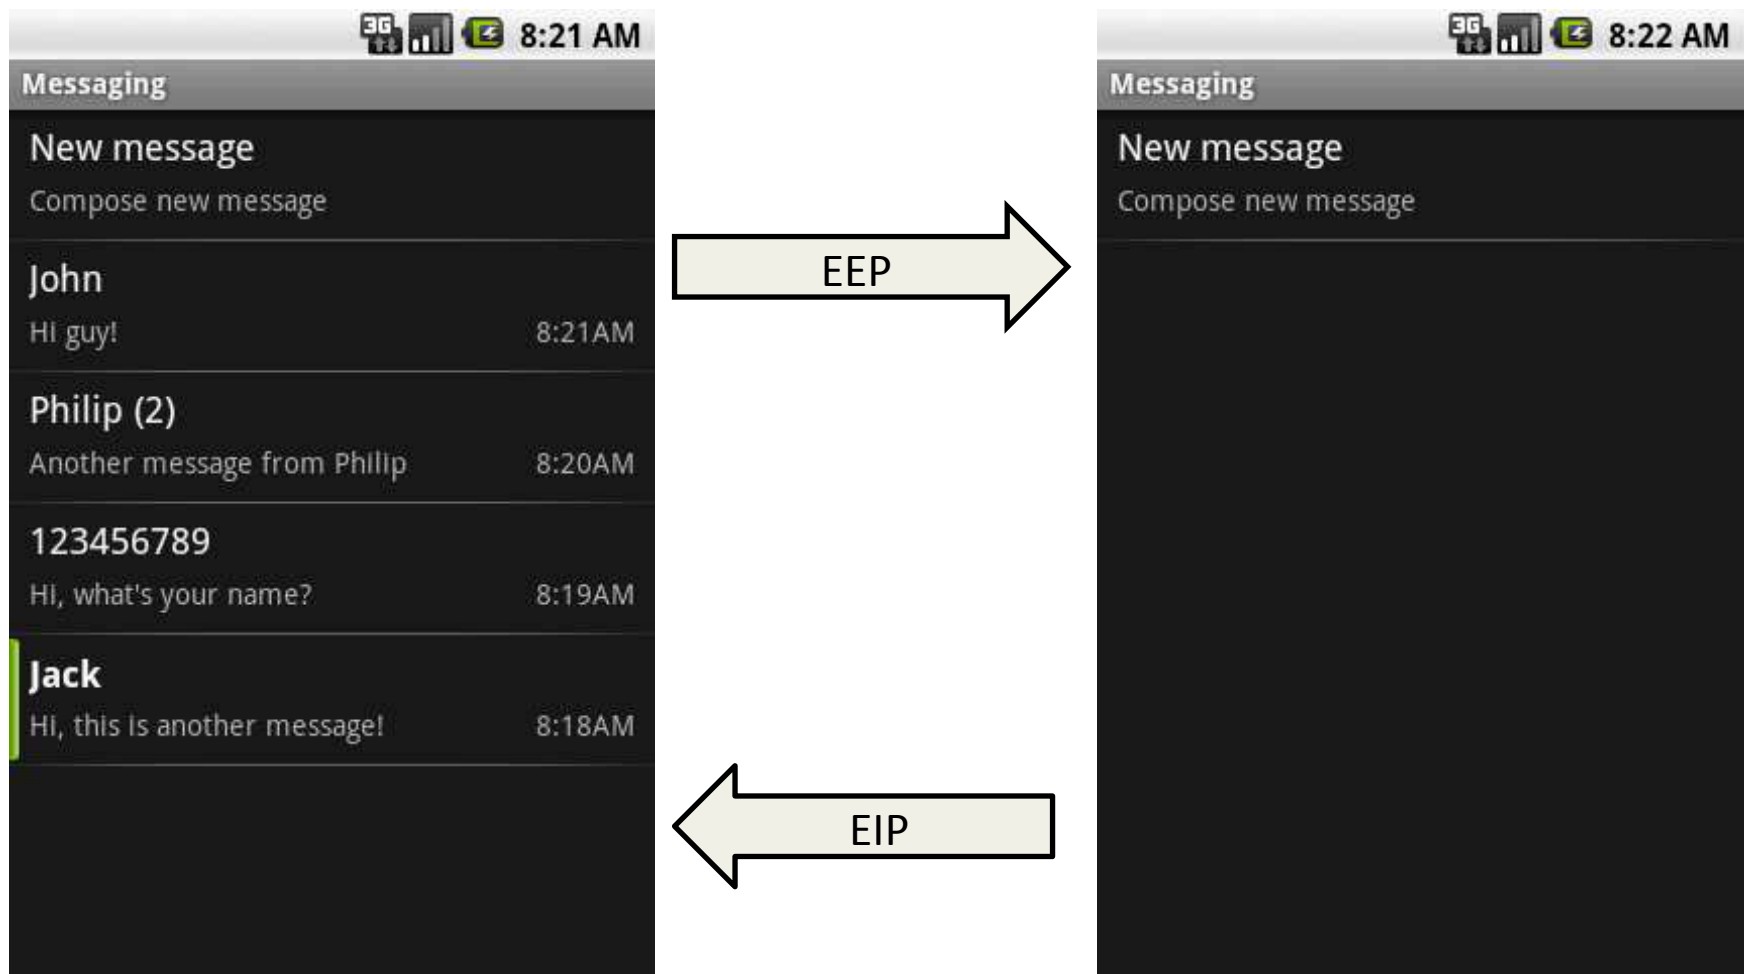 3G 8:21 AM
Messaging
New message
Compose new message
John
Hi guy!
8:21AM
Philip (2)
Another message from Philip
8:20AM
123456789
Hi, what's your name?
8:19AM
Jack
Hi, this is another message!
8:18AM
EEP
EIP
3G 8:22 AM
Messaging
New message
Compose new message